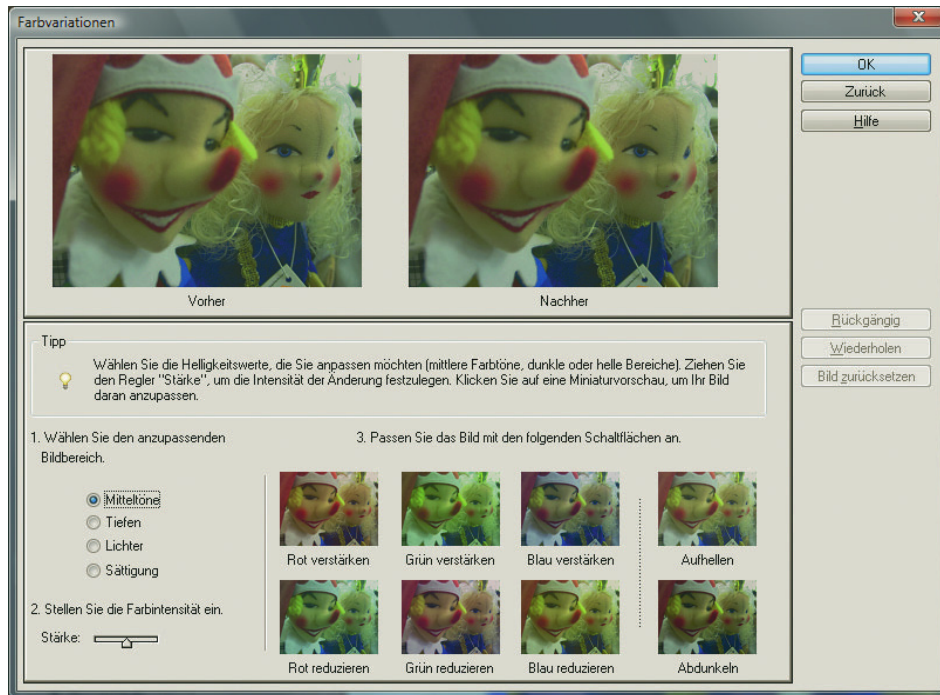 Farbvariationen
OK
Zurück
Hilfe
Vorher
Nachher
Rückgängig
Wiederholen
Bild zurücksetzen
Tipp
Wählen Sie die Helligkeitswerte, die Sie anpassen möchten (mittlere Farbtöne, dunkle oder helle Bereiche). Ziehen Sie
den Regler "Stärke", um die Intensität der Änderung festzulegen. Klicken Sie auf eine Miniaturvorschau, um Ihr Bild
daran anzupassen.
1. Wählen Sie den anzupassenden
Bildbereich.
Mitteltöne
Tiefen
Lichter
Sättigung
2. Stellen Sie die Farbintensität ein.
Stärke:
3. Passen Sie das Bild mit den folgenden Schaltflächen an.
Rot verstärken
Grün verstärken
Blau verstärken
Aufhellen
Rot reduzieren
Grün reduzieren
Blau reduzieren
Abdunkeln